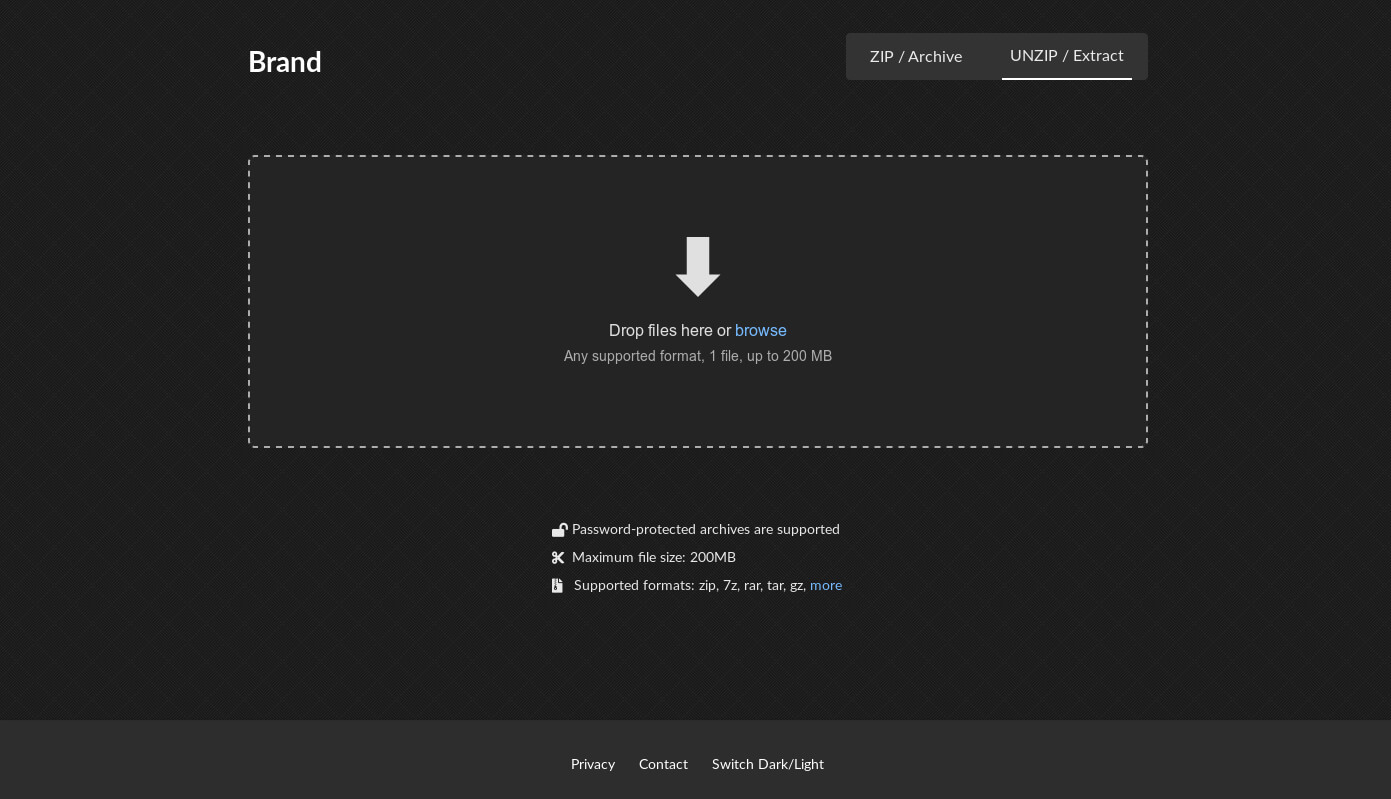 Brand
ZIP / Archive
UNZIP / Extract
Drop files here or browse
Any supported format, 1 file, up to 200 MB
Password-protected archives are supported
Maximum file size: 200MB
Supported formats: zip, 7z, rar, tar, gz, more
Privacy
Contact
Switch Dark/Light